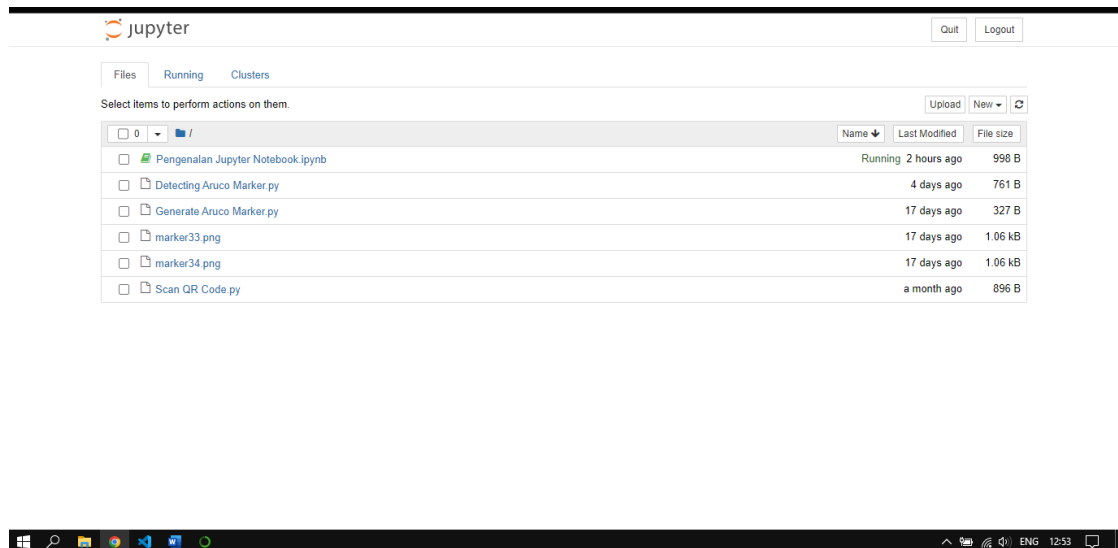 jupyter
Quit Logout
Files Running Clusters
Select items to perform actions on them.
Upload New
0 / Name Last Modified File size
Pengenalan Jupyter Notebook.ipynb Running 2 hours ago 998 B
Detecting Aruco Marker.py 4 days ago 761 B
Generate Aruco Marker.py 17 days ago 327 B
marker33.png 17 days ago 1.06 kB
marker34.png 17 days ago 1.06 kB
Scan QR Code.py a month ago 896 B
ENG 12:53